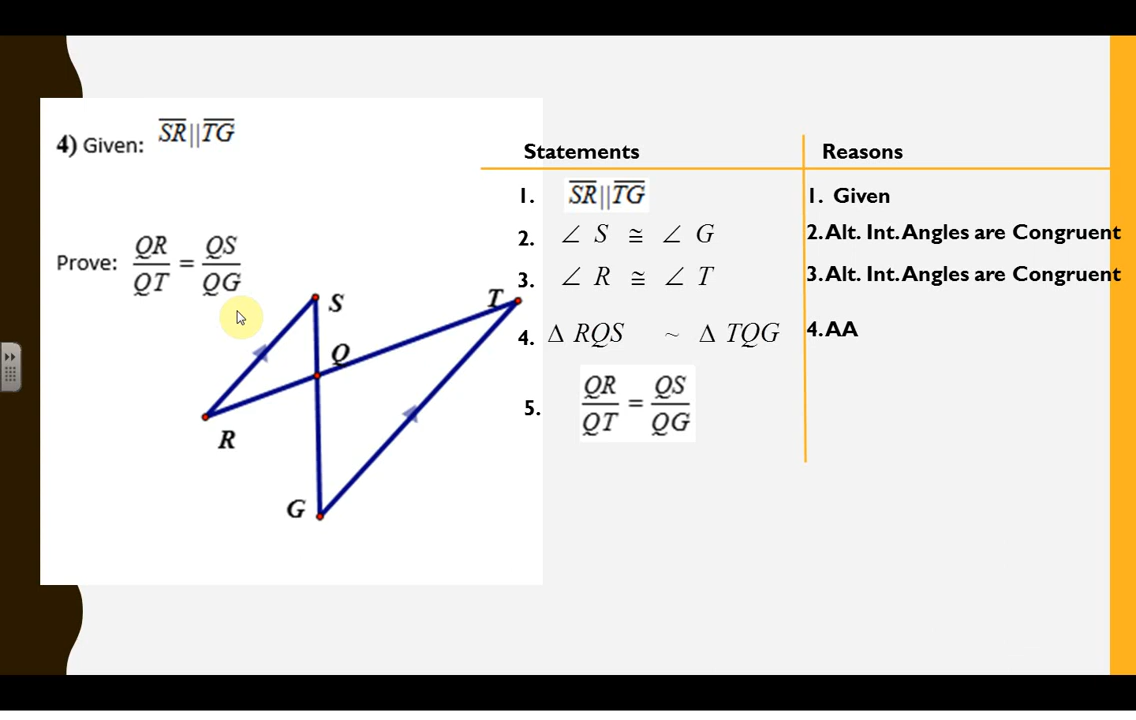 4) Given: SR||TG
Prove: QR/QT = QS/QG
S
T
Q
R
G
Statements Reasons
1. SR||TG 1. Given
2. ∠ S ≅ ∠ G 2.Alt. Int.Angles are Congruent
3. ∠ R ≅ ∠ T 3.Alt. Int.Angles are Congruent
4. Δ RQS ~ Δ TQG 4.AA
5. QR/QT = QS/QG